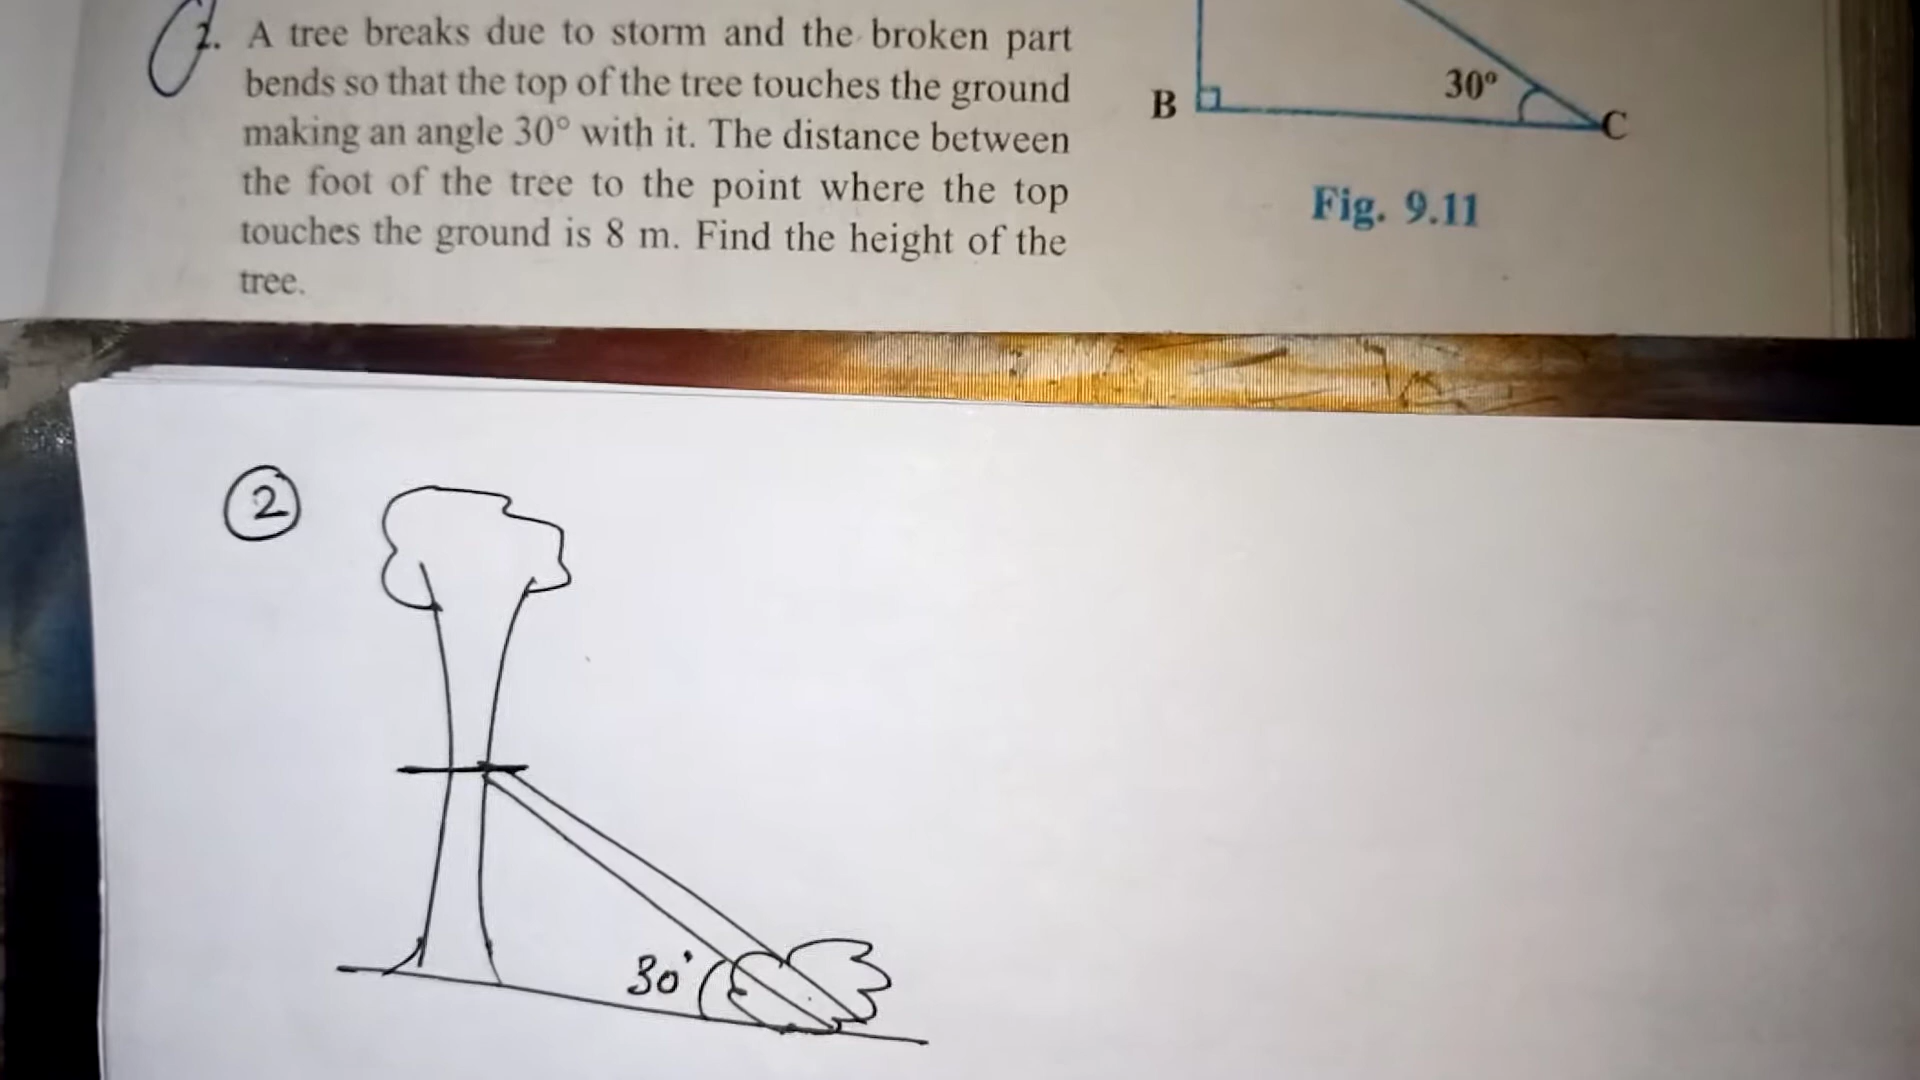 2. A tree breaks due to storm and the broken part
bends so that the top of the tree touches the ground
making an angle 30° with it. The distance between
the foot of the tree to the point where the top
touches the ground is 8 m. Find the height of the
tree.
30°
B
C
Fig. 9.11
2
30°